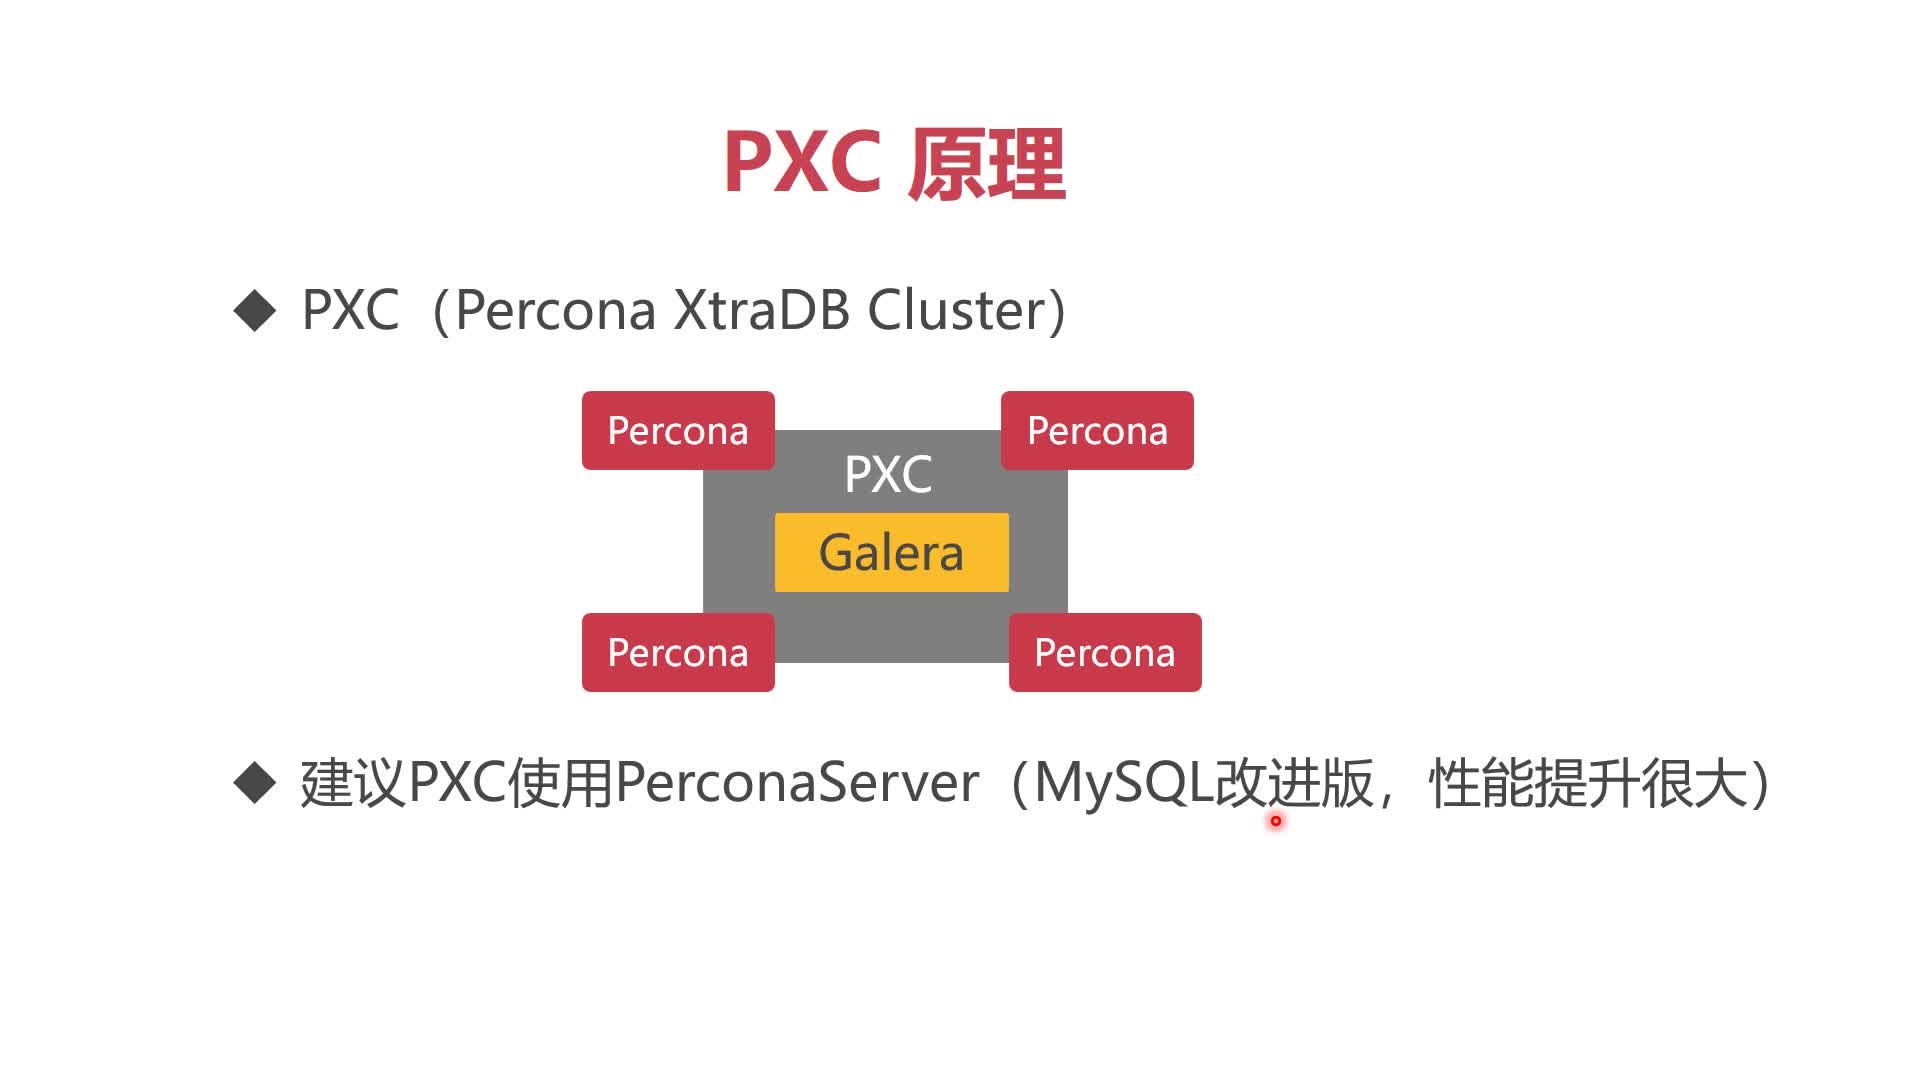 PXC 原理
PXC（Percona XtraDB Cluster）
Percona
Percona
PXC
Galera
Percona
Percona
建议PXC使用PerconaServer（MySQL改进版，性能提升很大）